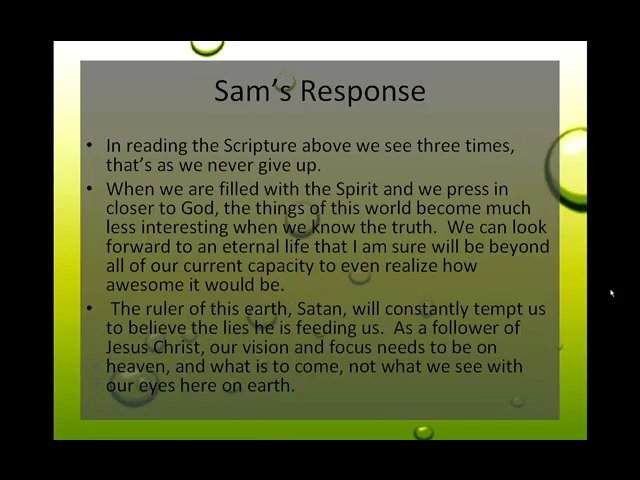 Sam's Response
• In reading the Scripture above we see three times,
that's as we never give up.
• When we are filled with the Spirit and we press in
closer to God, the things of this world become much
less interesting when we know the truth.  We can look
forward to an eternal life that I am sure will be beyond
all of our current capacity to even realize how
awesome it would be.
• The ruler of this earth, Satan, will constantly tempt us
to believe the lies he is feeding us.  As a follower of
Jesus Christ, our vision and focus needs to be on
heaven, and what is to come, not what we see with
our eyes here on earth.